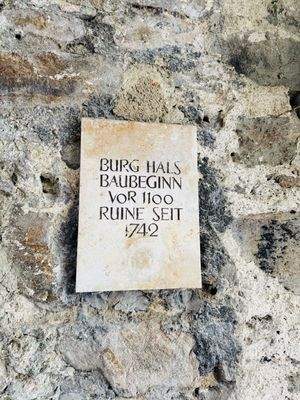 BURG HALS
BAUBEGINN
VOR 1100
RUINE SEIT
1742